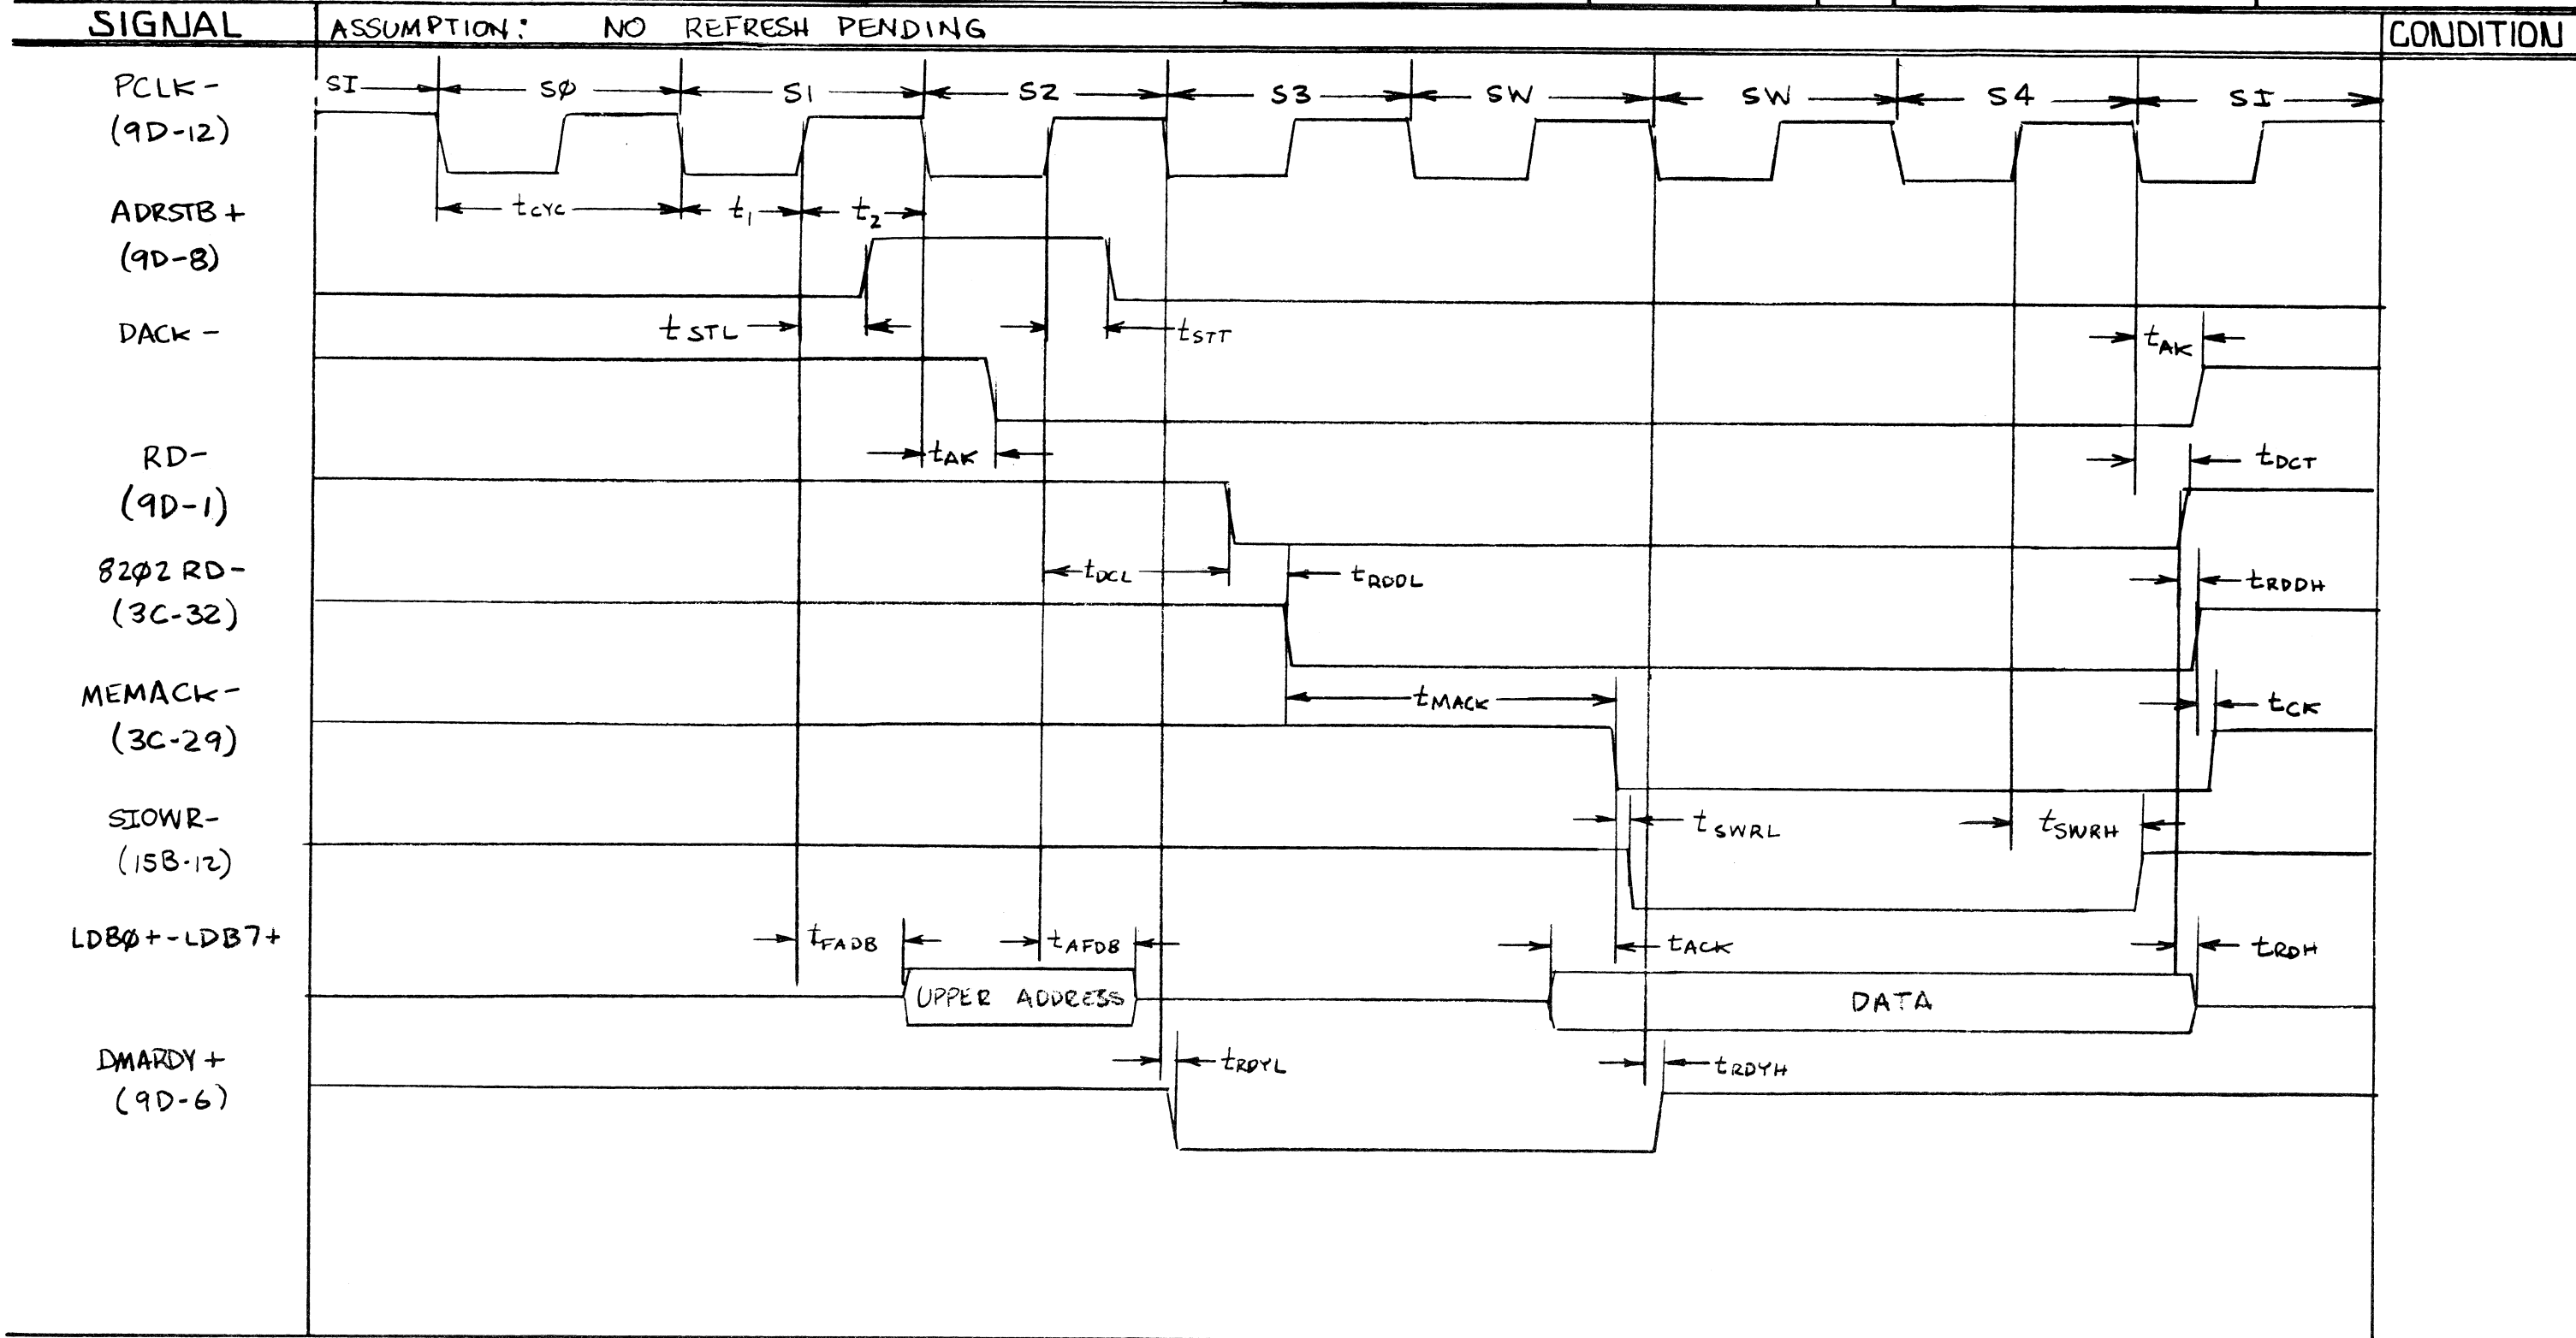 SIGNAL ASSUMPTION: NO REFRESH PENDING CONDITION
PCLK- SI SØ S1 S2 S3 SW SW S4 SI
(9D-12)
ADRSTB+ tCYC t1 t2
(9D-8)
DACK- tSTL tSTT tAK
RD- tAK tDCT
(9D-1)
82Ø2 RD- tDCL tRDDL tRDDH
(3C-32)
MEMACK- tMACK tCK
(3C-29)
SIOWR- tSWRL tSWRH
(15B-12)
LDBØ+-LDB7+ tFADB tAFDB tACK tRDH
UPPER ADDRESS DATA
DMARDY+ tRDYL tRDYH
(9D-6)